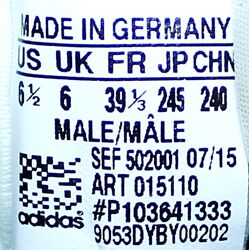 MADE IN GERMANY
US UK FR JP CHN
6½ 6 39⅓ 245 240
MALE/MÂLE
SEF 502001 07/15
ART 015110
#P103641333
adidas 9053DYBY00202